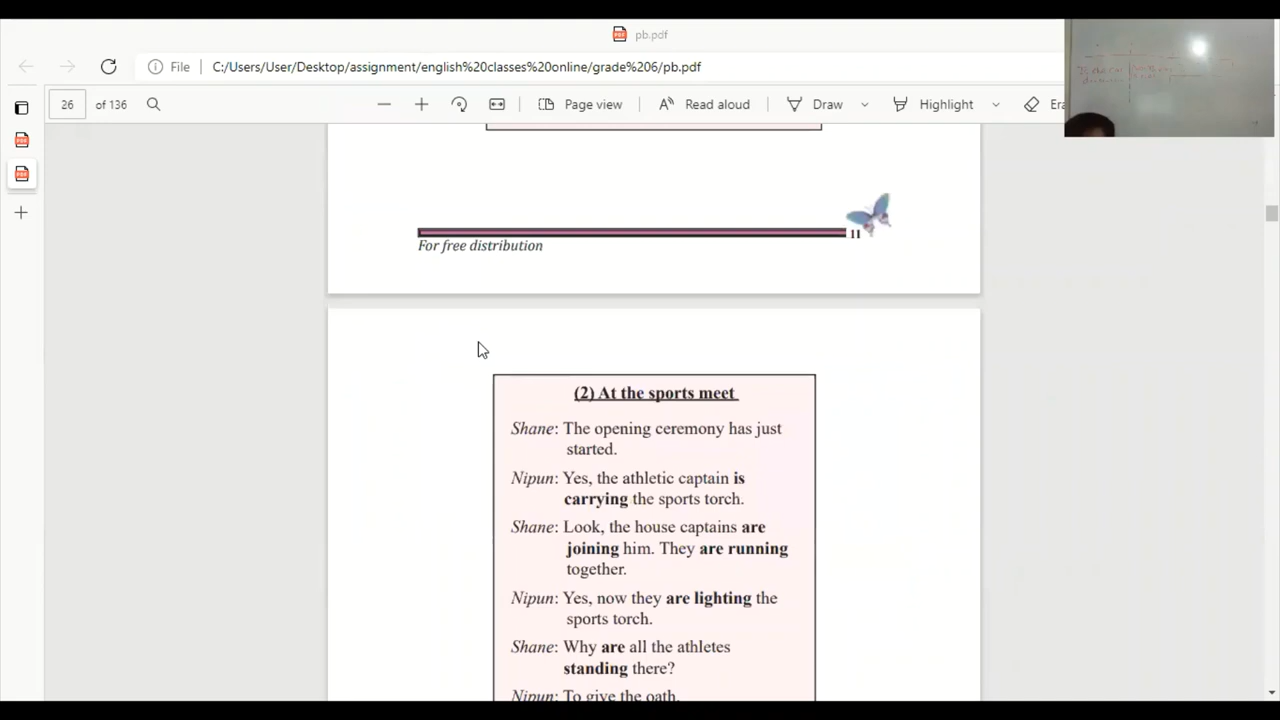 pb.pdf
File C:/Users/User/Desktop/assignment/english%20classes%20online/grade%206/pb.pdf
26 of 136 Page view Read aloud Draw Highlight
11
For free distribution
(2) At the sports meet
Shane: The opening ceremony has just
started.
Nipun: Yes, the athletic captain is
carrying the sports torch.
Shane: Look, the house captains are
joining him. They are running
together.
Nipun: Yes, now they are lighting the
sports torch.
Shane: Why are all the athletes
standing there?
Nipun: To give the oath.